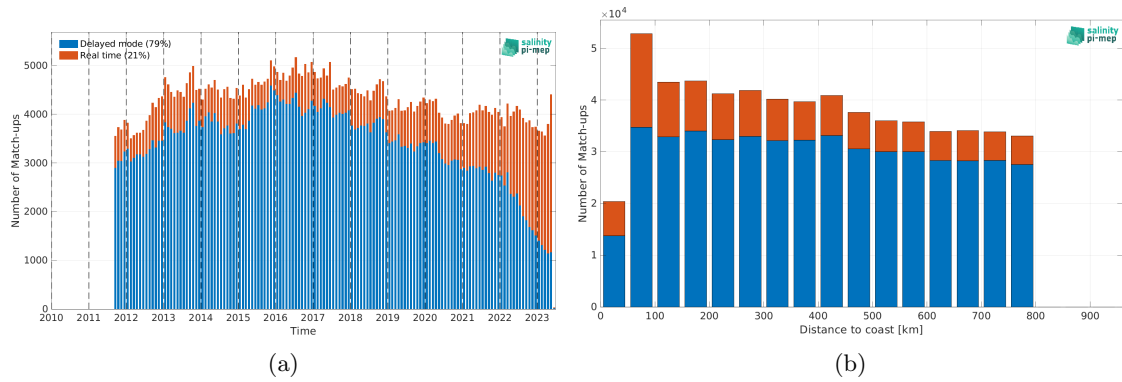 Delayed mode (79%)
Real time (21%)
salinity
pi-mep
Number of Match-ups
5000
4000
3000
2000
1000
0
2010 2011 2012 2013 2014 2015 2016 2017 2018 2019 2020 2021 2022 2023
Time
(a)
×10⁴
salinity
pi-mep
Number of Match-ups
5
4
3
2
1
0
0 100 200 300 400 500 600 700 800 900
Distance to coast [km]
(b)